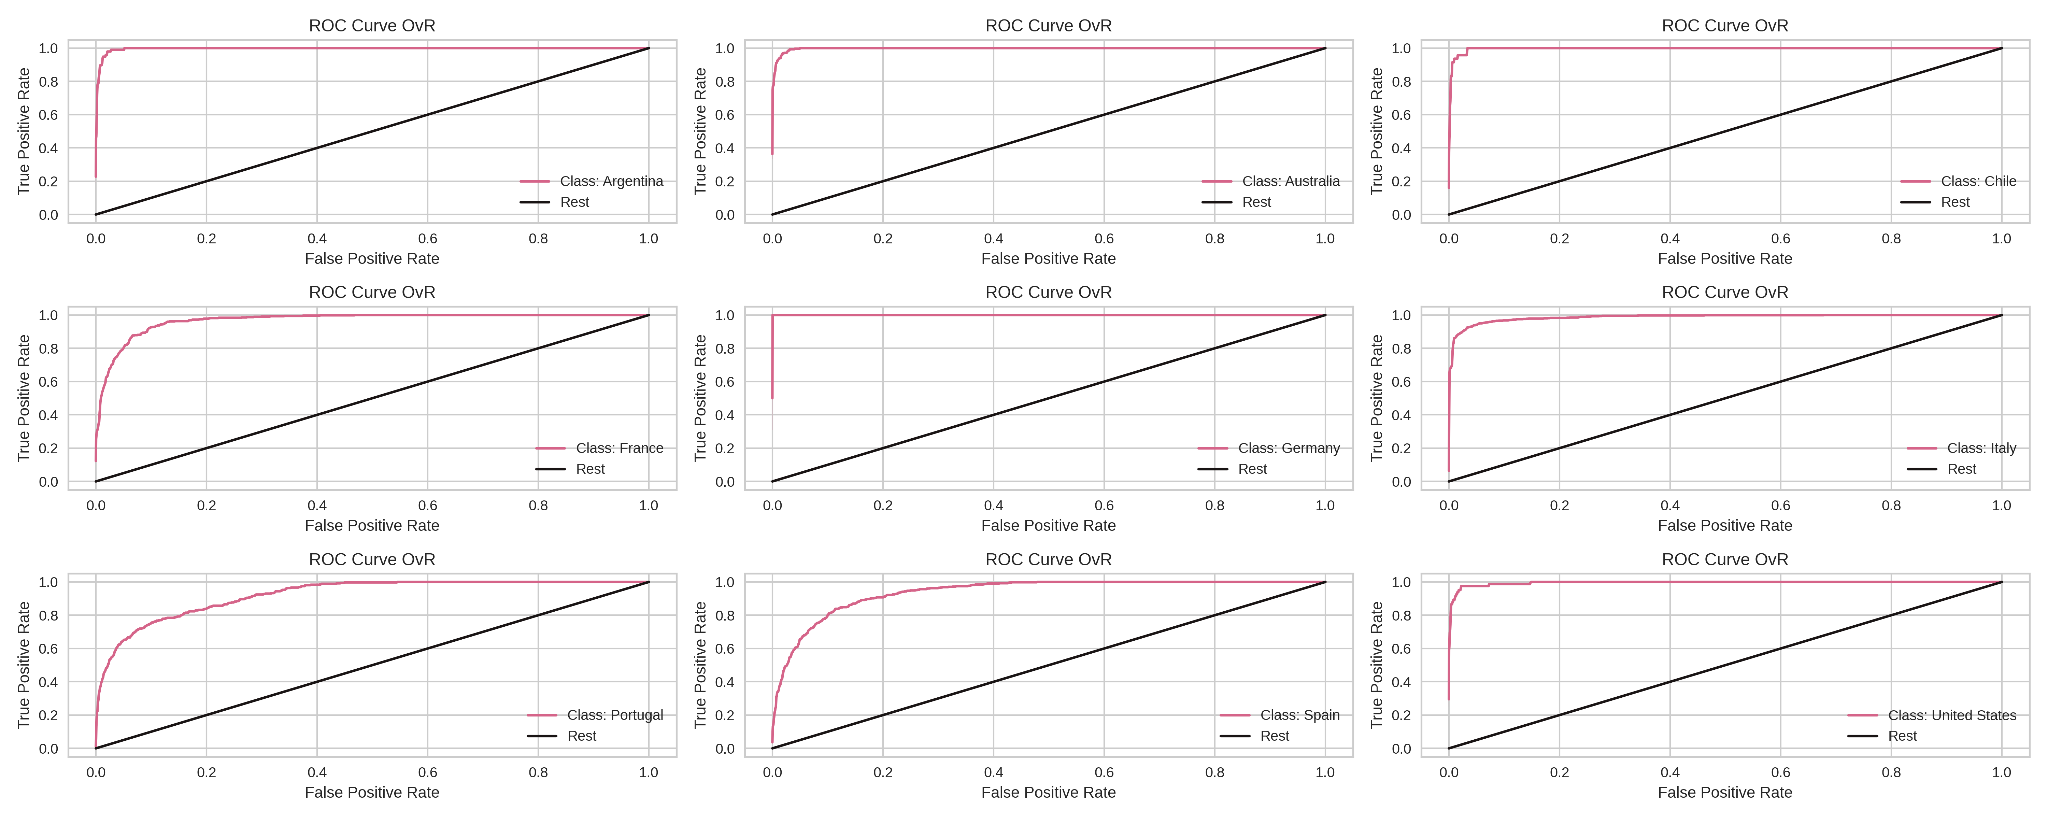 ROC Curve OvR
True Positive Rate
1.0
0.8
0.6
0.4
0.2
0.0
Class: Argentina
Rest
0.0 0.2 0.4 0.6 0.8 1.0
False Positive Rate
ROC Curve OvR
True Positive Rate
1.0
0.8
0.6
0.4
0.2
0.0
Class: Australia
Rest
0.0 0.2 0.4 0.6 0.8 1.0
False Positive Rate
ROC Curve OvR
True Positive Rate
1.0
0.8
0.6
0.4
0.2
0.0
Class: Chile
Rest
0.0 0.2 0.4 0.6 0.8 1.0
False Positive Rate
ROC Curve OvR
True Positive Rate
1.0
0.8
0.6
0.4
0.2
0.0
Class: France
Rest
0.0 0.2 0.4 0.6 0.8 1.0
False Positive Rate
ROC Curve OvR
True Positive Rate
1.0
0.8
0.6
0.4
0.2
0.0
Class: Germany
Rest
0.0 0.2 0.4 0.6 0.8 1.0
False Positive Rate
ROC Curve OvR
True Positive Rate
1.0
0.8
0.6
0.4
0.2
0.0
Class: Italy
Rest
0.0 0.2 0.4 0.6 0.8 1.0
False Positive Rate
ROC Curve OvR
True Positive Rate
1.0
0.8
0.6
0.4
0.2
0.0
Class: Portugal
Rest
0.0 0.2 0.4 0.6 0.8 1.0
False Positive Rate
ROC Curve OvR
True Positive Rate
1.0
0.8
0.6
0.4
0.2
0.0
Class: Spain
Rest
0.0 0.2 0.4 0.6 0.8 1.0
False Positive Rate
ROC Curve OvR
True Positive Rate
1.0
0.8
0.6
0.4
0.2
0.0
Class: United States
Rest
0.0 0.2 0.4 0.6 0.8 1.0
False Positive Rate